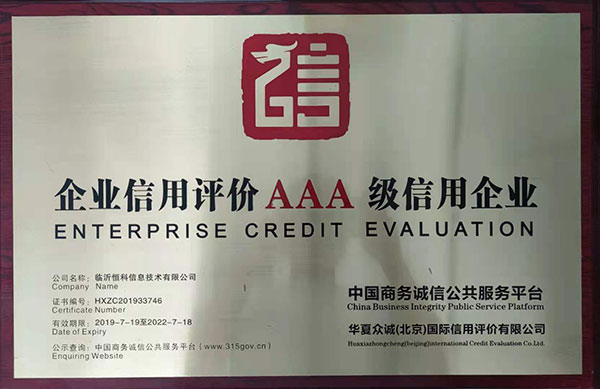 信
企业信用评价AAA级信用企业
ENTERPRISE CREDIT EVALUATION
公司名称：临沂恒科信息技术有限公司
Company Name
证书编号：HXZC201933746
Certificate Number
有效期限：2019-7-19至2022-7-18
Date of Expiry
公示查询：中国商务诚信公共服务平台（www.315gov.cn）
Enquiring Website
中国商务诚信公共服务平台
China Business Integrity Public Service Platform
华夏众诚(北京)国际信用评价有限公司
Huaxiazhongcheng(beijing)international Credit Evaluation Co.Ltd.